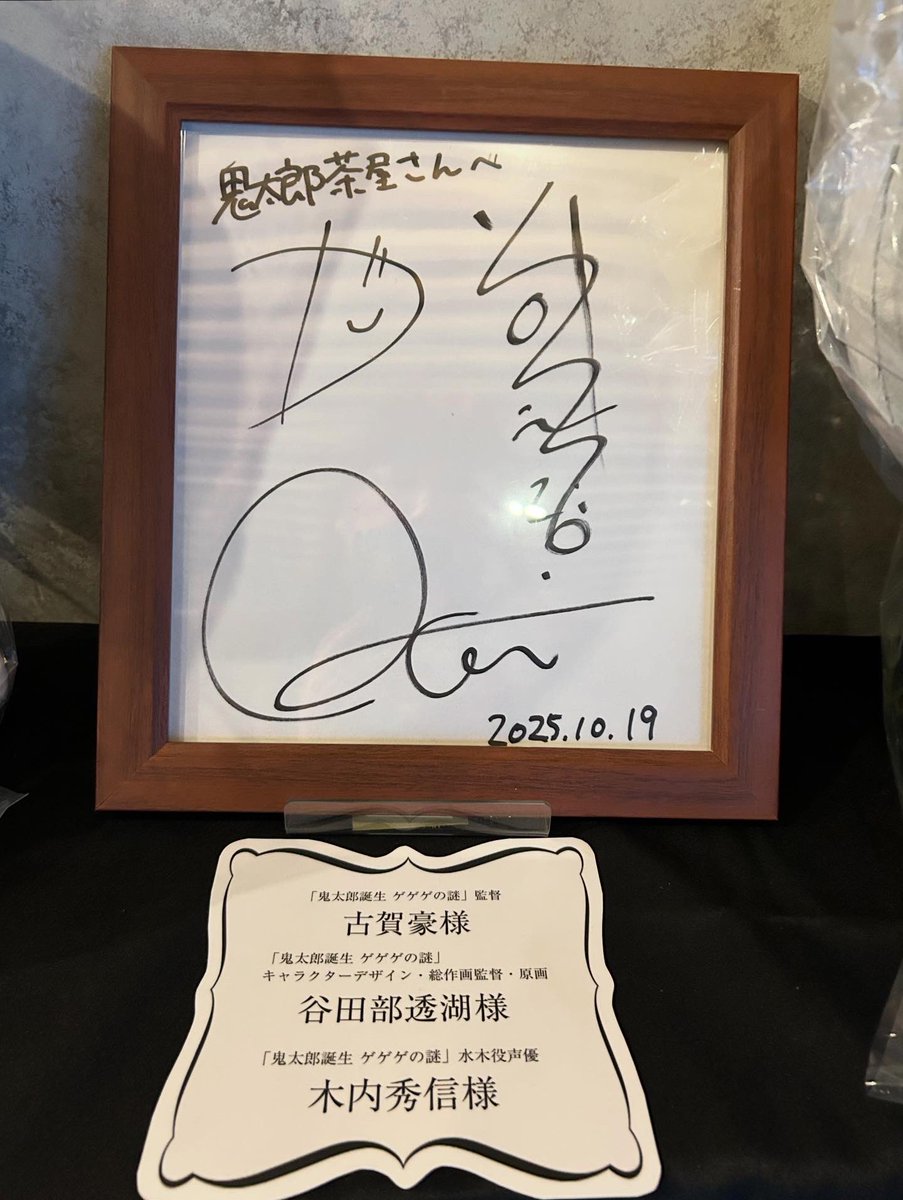 鬼太郎茶屋さんへ
2025.10.19
「鬼太郎誕生 ゲゲゲの謎」監督
古賀豪様
「鬼太郎誕生 ゲゲゲの謎」
キャラクターデザイン・総作画監督・原画
谷田部透湖様
「鬼太郎誕生 ゲゲゲの謎」水木役声優
木内秀信様